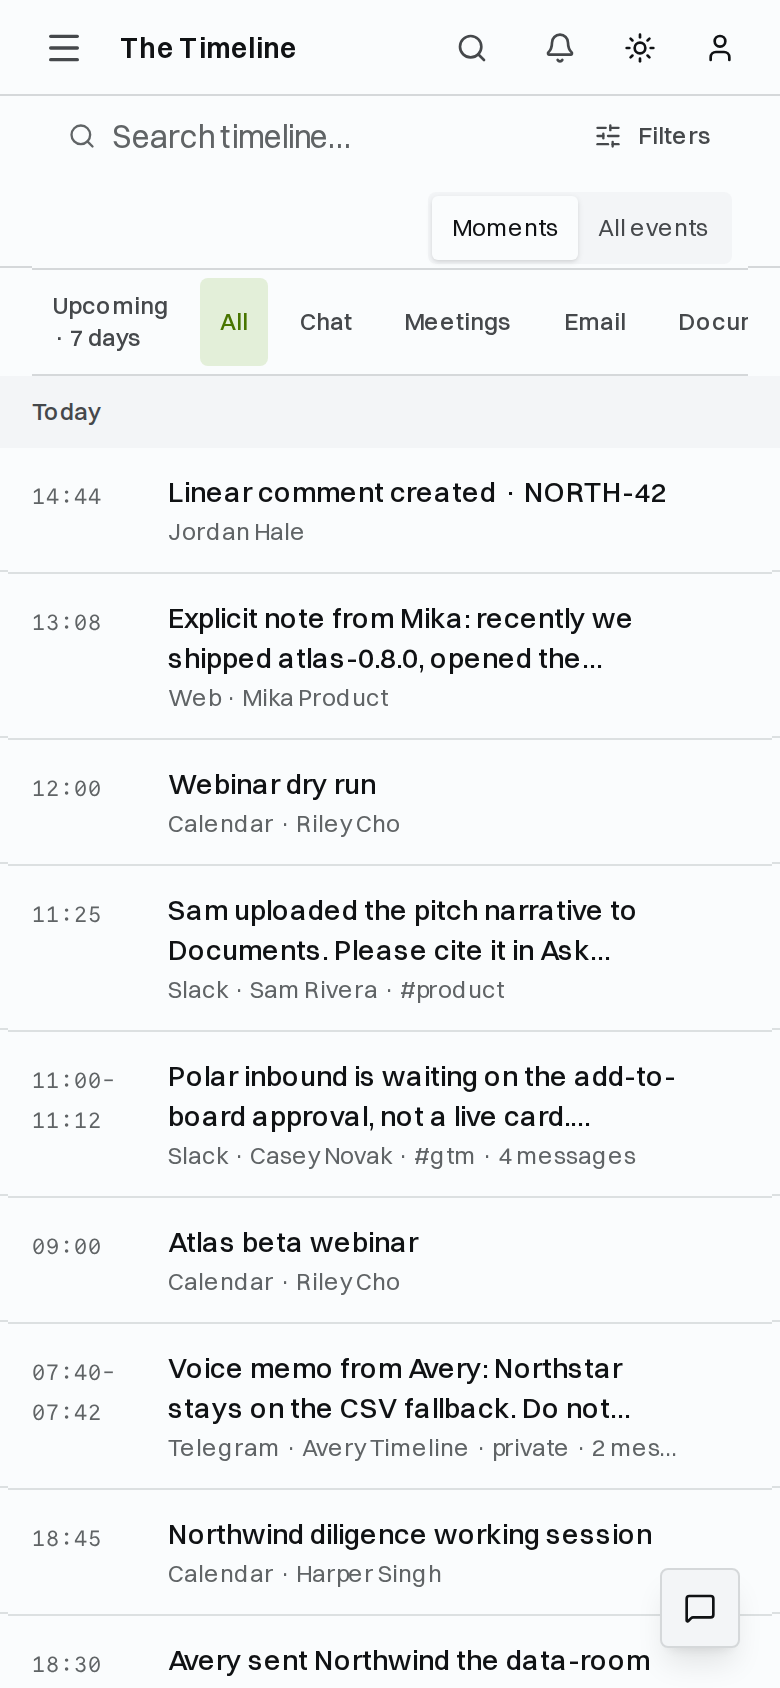 The Timeline
Search timeline...
Filters
Moments
All events
Upcoming
· 7 days
All
Chat
Meetings
Email
Docur
Today
14:44
Linear comment created · NORTH-42
Jordan Hale
13:08
Explicit note from Mika: recently we
shipped atlas-0.8.0, opened the...
Web · Mika Product
12:00
Webinar dry run
Calendar · Riley Cho
11:25
Sam uploaded the pitch narrative to
Documents. Please cite it in Ask...
Slack · Sam Rivera · #product
11:00–
11:12
Polar inbound is waiting on the add-to-
board approval, not a live card....
Slack · Casey Novak · #gtm · 4 messages
09:00
Atlas beta webinar
Calendar · Riley Cho
07:40–
07:42
Voice memo from Avery: Northstar
stays on the CSV fallback. Do not...
Telegram · Avery Timeline · private · 2 mes...
18:45
Northwind diligence working session
Calendar · Harper Singh
18:30
Avery sent Northwind the data-room